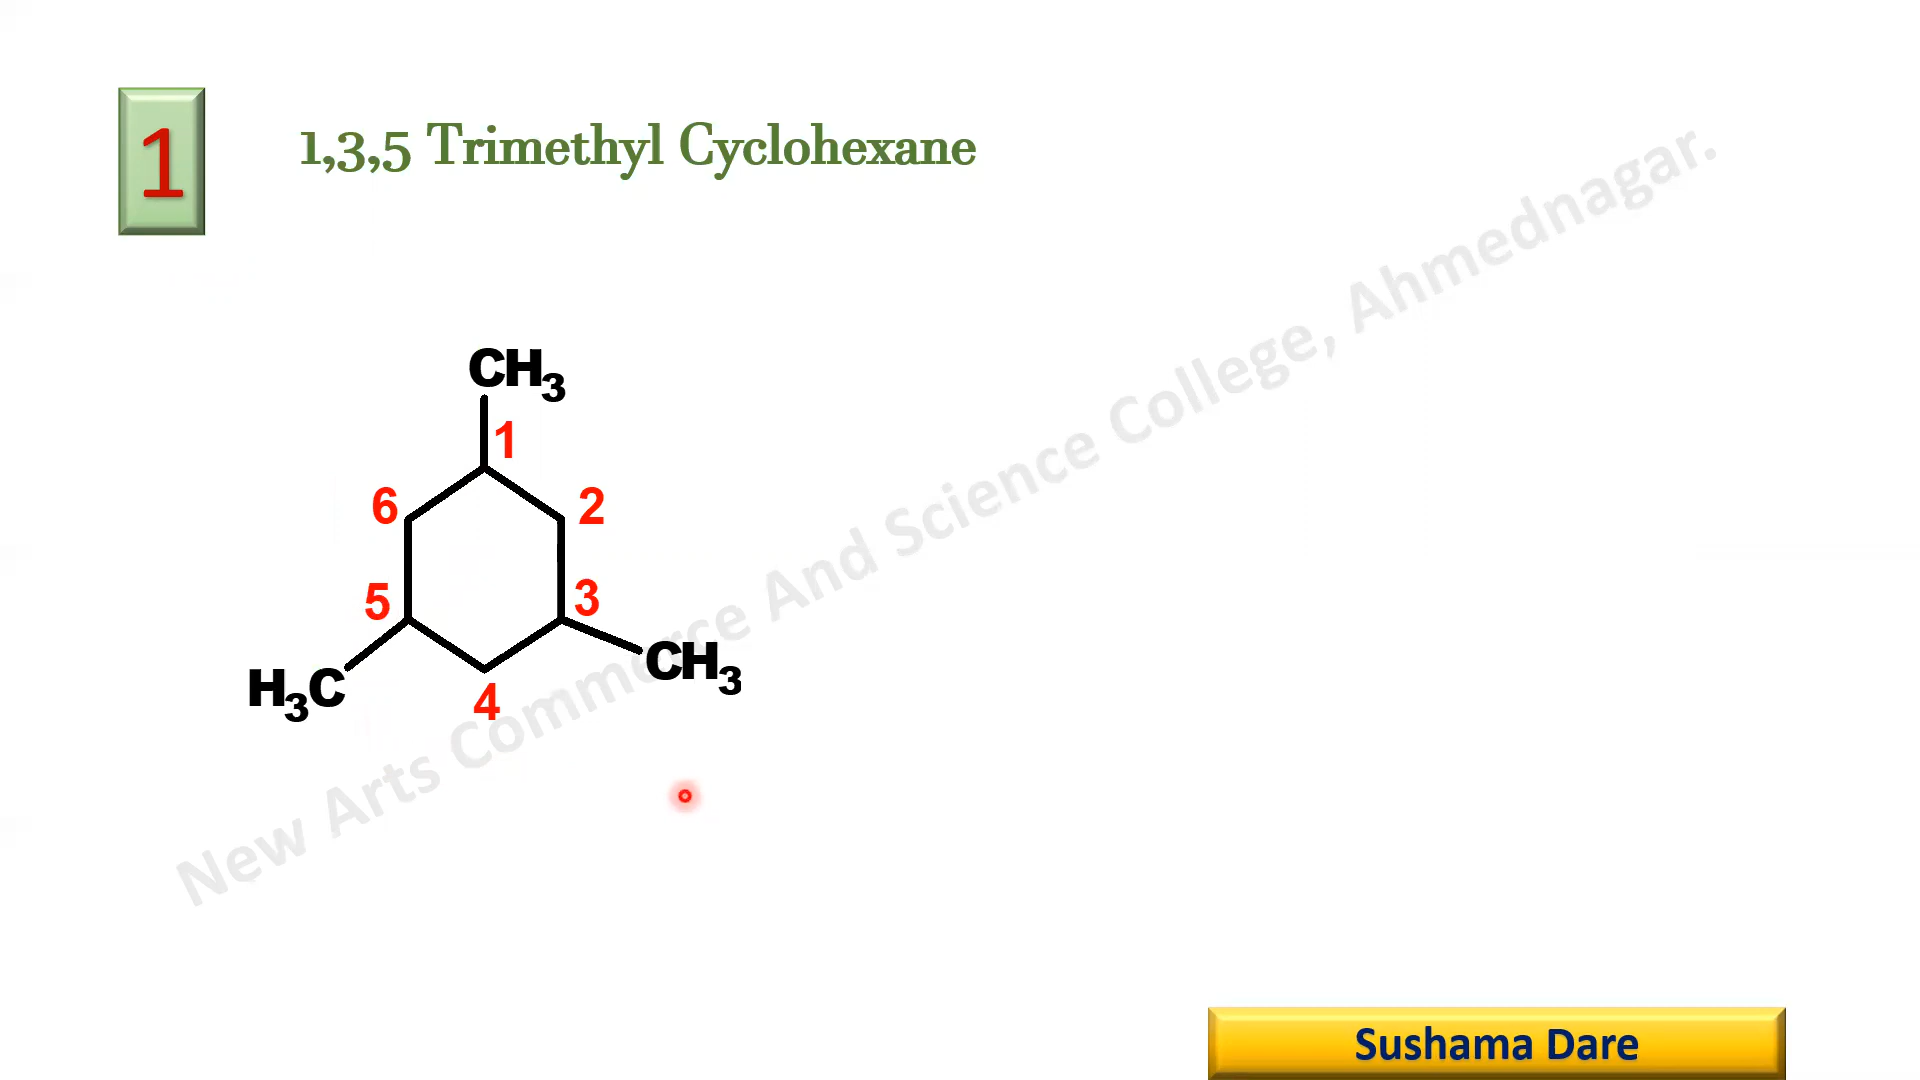 1
1,3,5 Trimethyl Cyclohexane
CH3
1
6
2
5
3
H3C
CH3
4
New Arts Commerce And Science College, Ahmednagar.
Sushama Dare